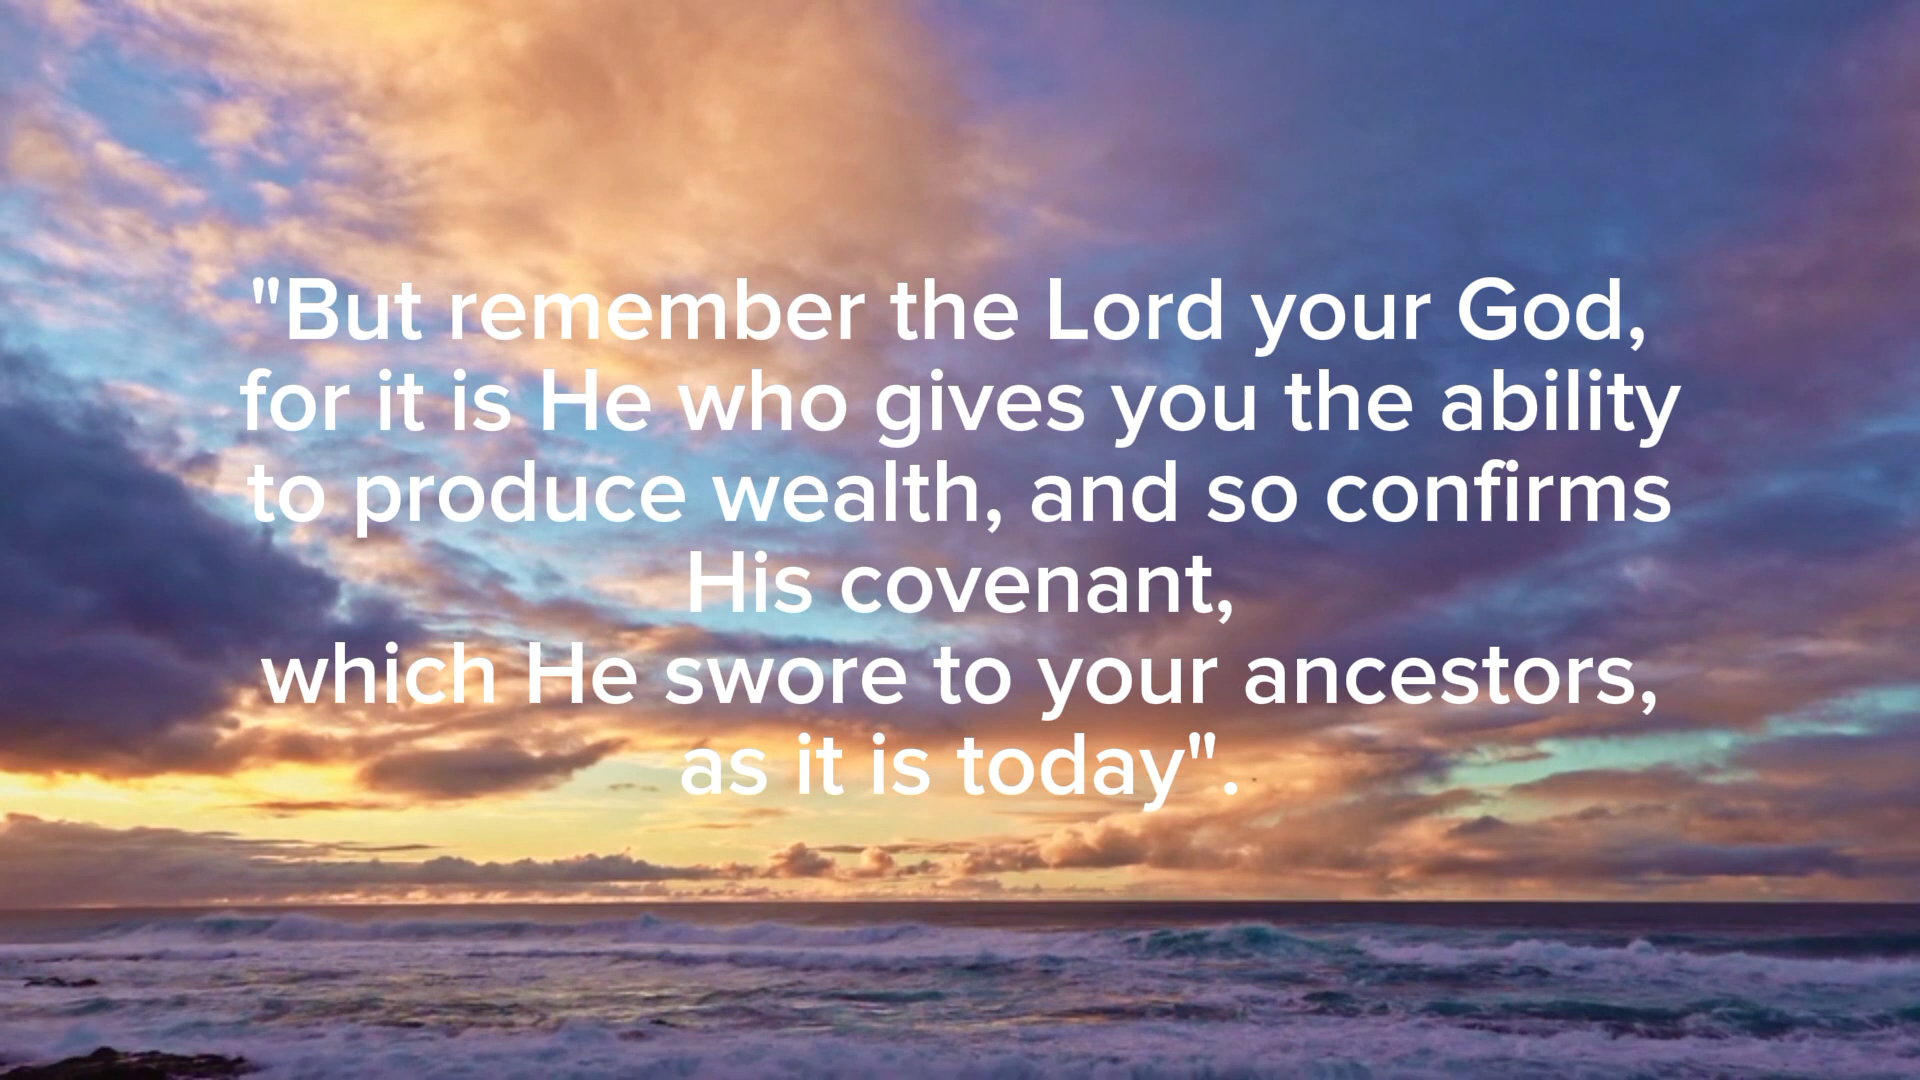 "But remember the Lord your God,
for it is He who gives you the ability
to produce wealth, and so confirms
His covenant,
which He swore to your ancestors,
as it is today".